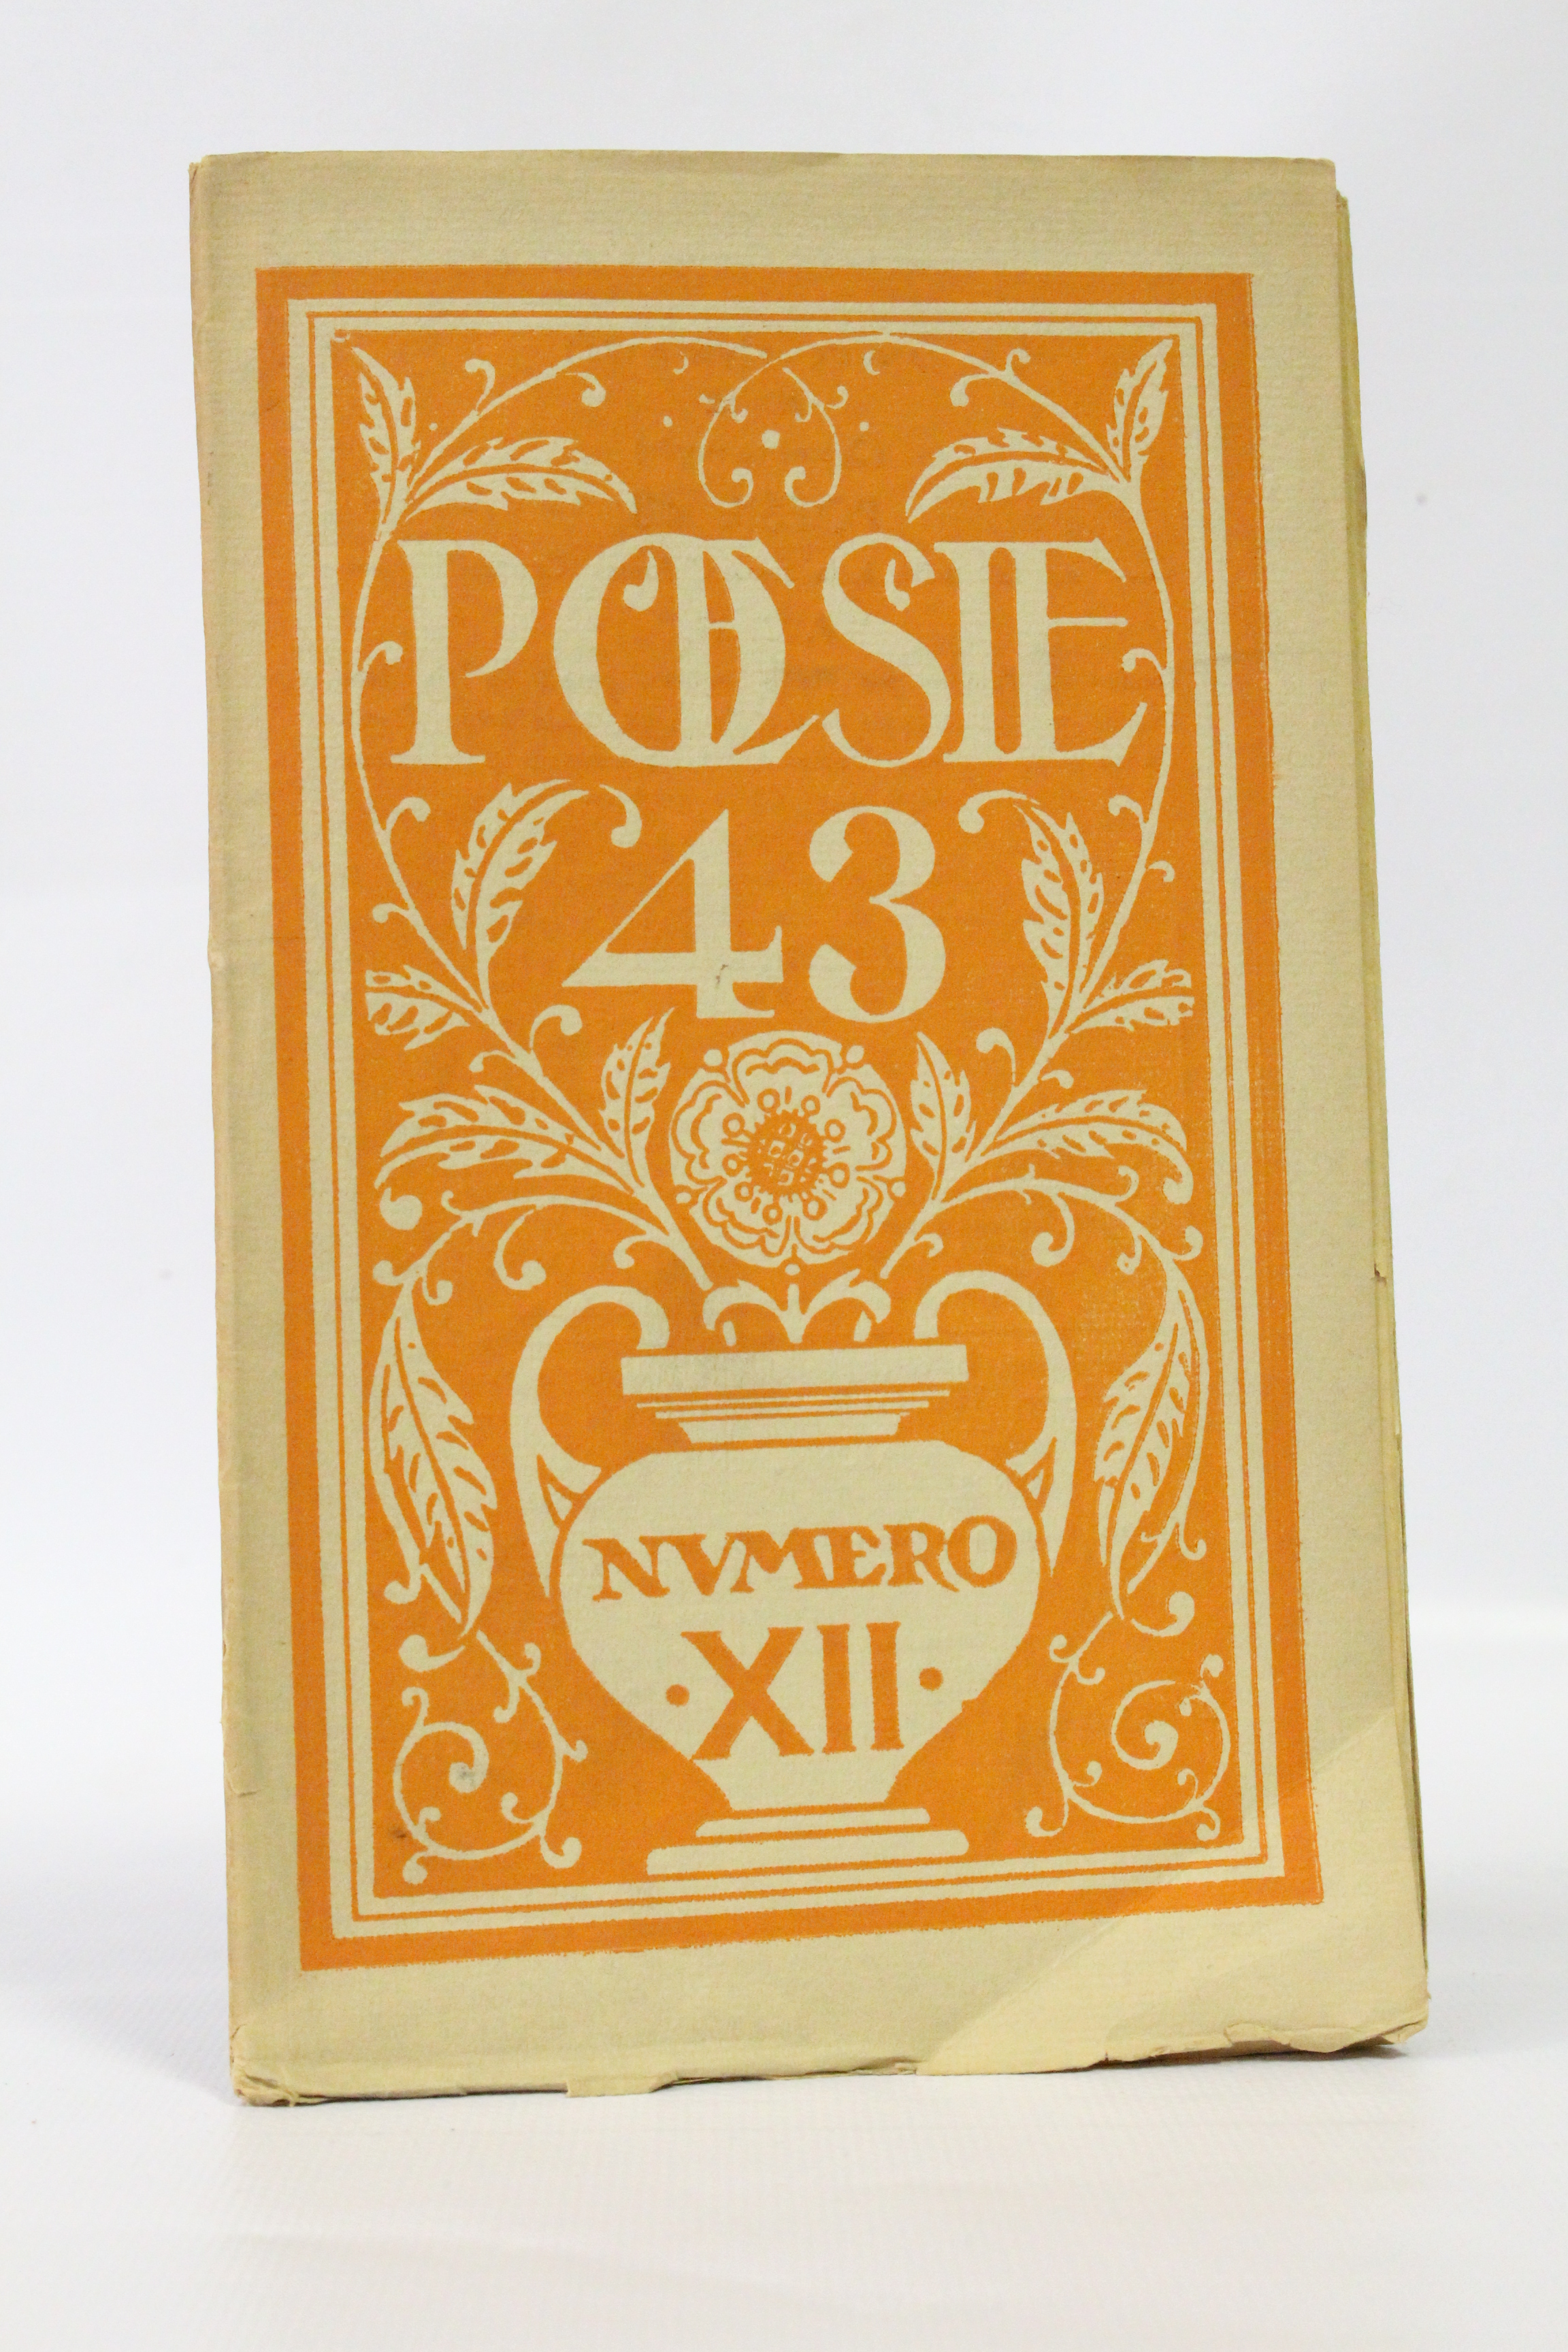 PŒSIE
43
NVMERO
·XII·